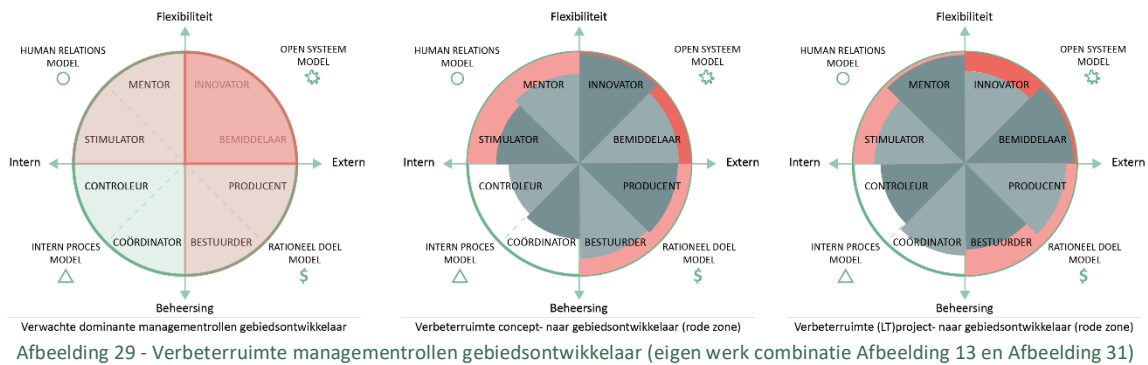 Flexibiliteit
HUMAN RELATIONS
MODEL
OPEN SYSTEEM
MODEL
MENTOR
INNOVATOR
STIMULATOR
BEMIDDELAAR
Intern
Extern
CONTROLEUR
PRODUCENT
COÖRDINATOR
BESTUURDER
INTERN PROCES
MODEL
RATIONEEL DOEL
MODEL
$
Beheersing
Verwachte dominante managementrollen gebiedsontwikkelaar
Flexibiliteit
HUMAN RELATIONS
MODEL
OPEN SYSTEEM
MODEL
MENTOR
INNOVATOR
STIMULATOR
BEMIDDELAAR
Intern
Extern
CONTROLEUR
PRODUCENT
COÖRDINATOR
BESTUURDER
INTERN PROCES
MODEL
RATIONEEL DOEL
MODEL
$
Beheersing
Verbeterruimte concept- naar gebiedsontwikkelaar (rode zone)
Flexibiliteit
HUMAN RELATIONS
MODEL
OPEN SYSTEEM
MODEL
MENTOR
INNOVATOR
STIMULATOR
BEMIDDELAAR
Intern
Extern
CONTROLEUR
PRODUCENT
COÖRDINATOR
BESTUURDER
INTERN PROCES
MODEL
RATIONEEL DOEL
MODEL
$
Beheersing
Verbeterruimte (LT)project- naar gebiedsontwikkelaar (rode zone)
Afbeelding 29 - Verbeterruimte managementrollen gebiedsontwikkelaar (eigen werk combinatie Afbeelding 13 en Afbeelding 31)